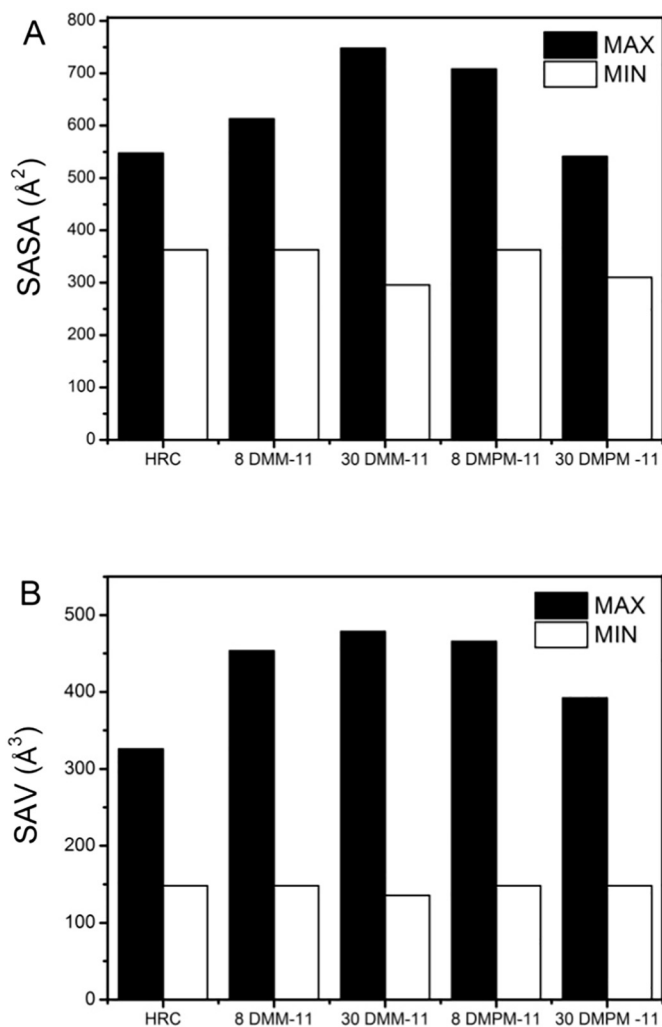 A
SASA (Å²)
800
700
600
500
400
300
200
100
0
MAX
MIN
HRC 8 DMM-11 30 DMM-11 8 DMPM-11 30 DMPM -11
B
SAV (Å³)
500
400
300
200
100
0
MAX
MIN
HRC 8 DMM-11 30 DMM-11 8 DMPM-11 30 DMPM -11